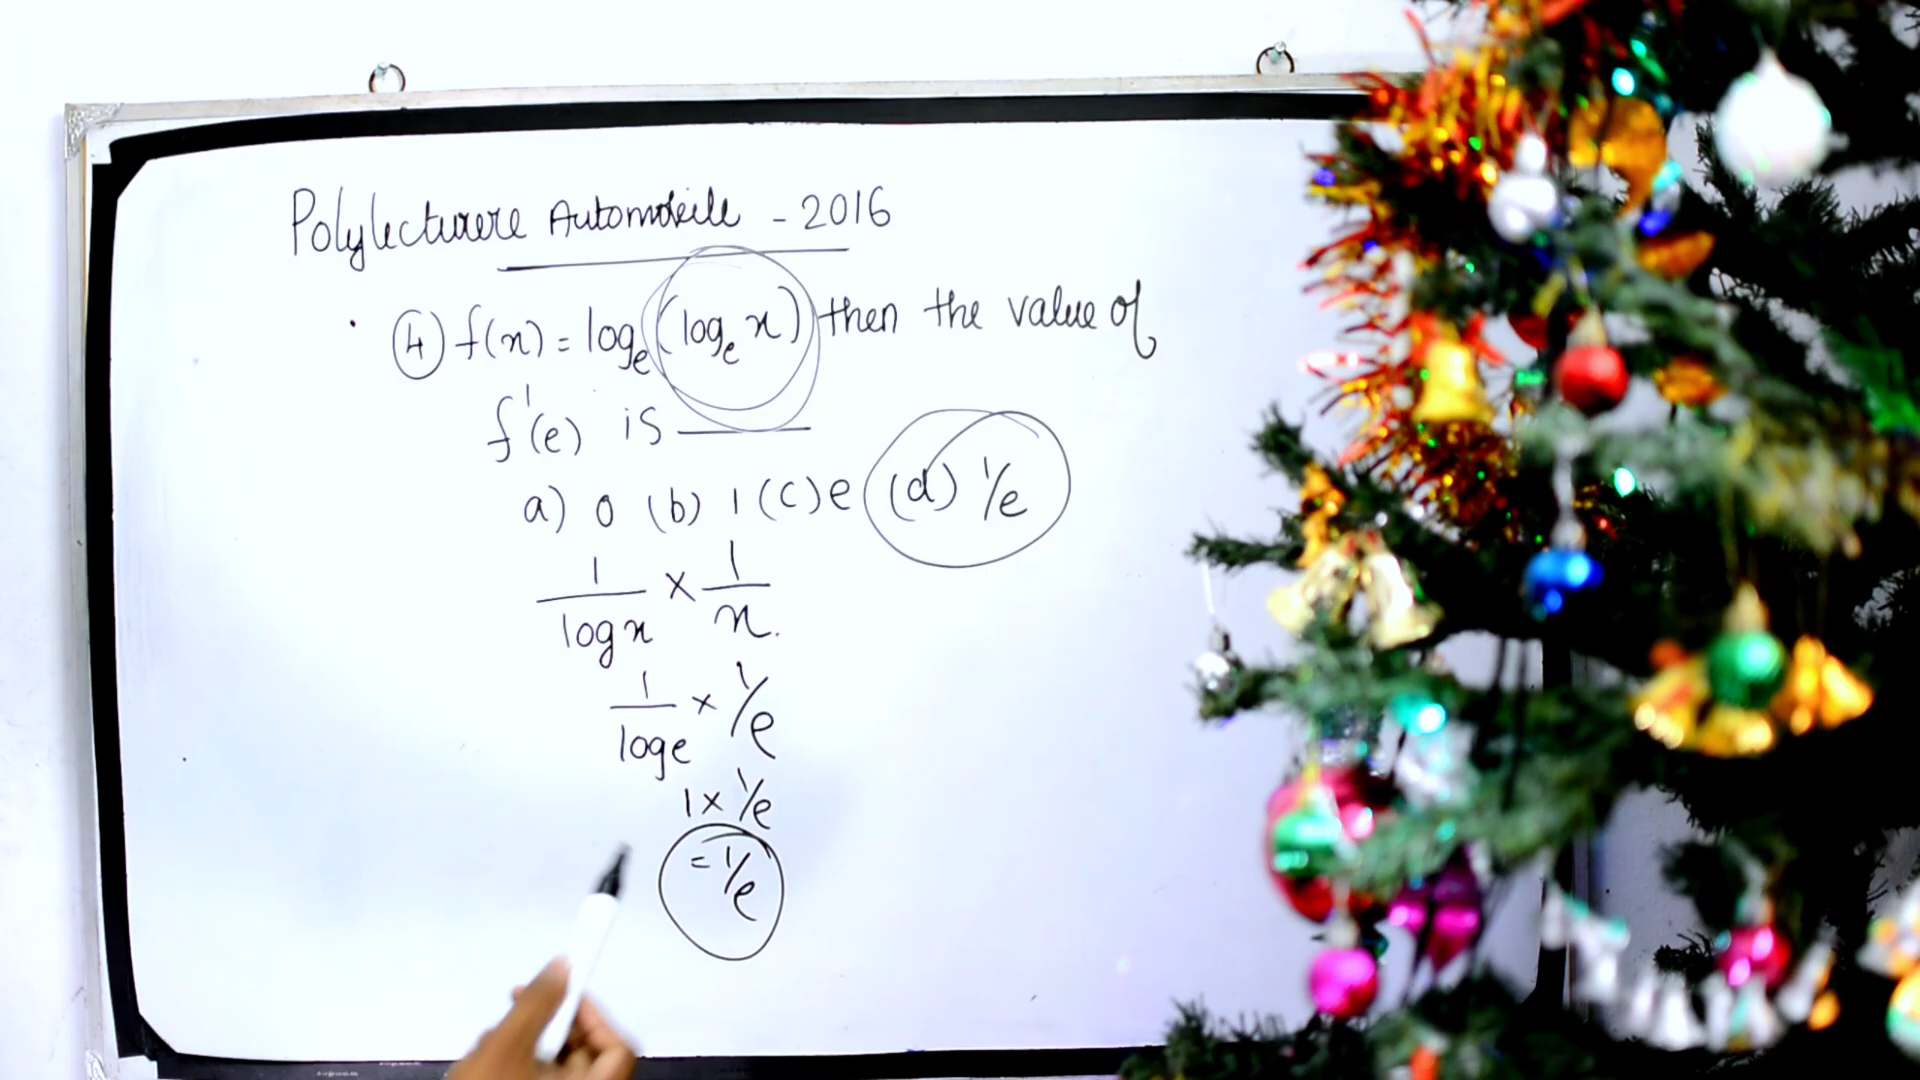 Polylecturere Automobile - 2016
④ f(x) = logₑ(logₑ x) then the value of
f'(e) is ____
a) 0 (b) 1 (c) e (d) 1/e
1/log x × 1/x.
1/log e × 1/e
1 × 1/e
= 1/e